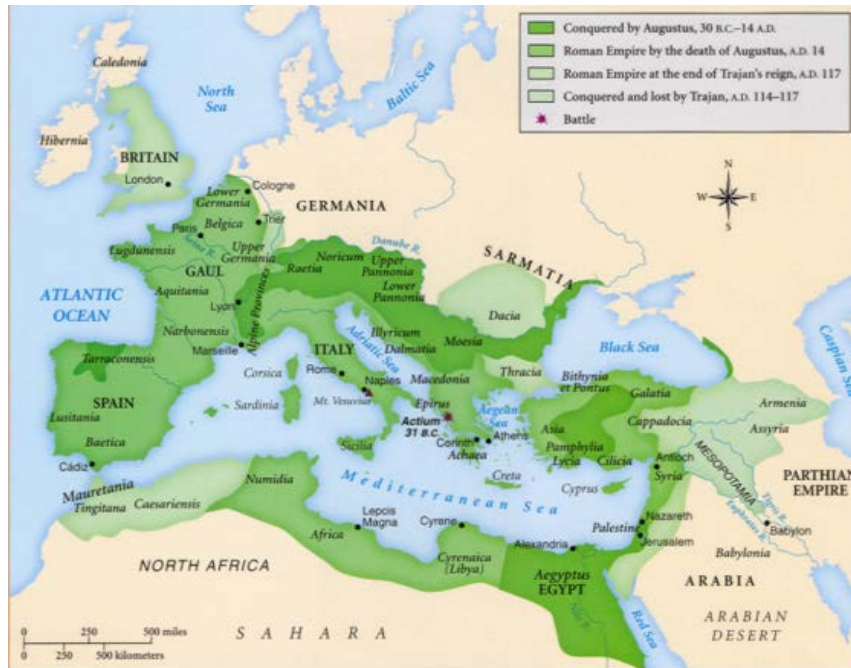 Conquered by Augustus, 30 B.C.–14 A.D.
Roman Empire by the death of Augustus, A.D. 14
Roman Empire at the end of Trajan's reign, A.D. 117
Conquered and lost by Trajan, A.D. 114–117
Battle
Caledonia
North
Sea
Baltic Sea
Hibernia
BRITAIN
London
N
W
E
S
Lower
Germania
Cologne
GERMANIA
Belgica
Trier
Paris
Seine R.
Lugdunensis
Upper
Germania
Danube R.
SARMATIA
Noricum
Upper
Pannonia
Raetia
Lower
Pannonia
GAUL
Aquitania
Dacia
ATLANTIC
OCEAN
Lyon
Alpine Provinces
Caspian Sea
Narbonensis
Illyricum
Dalmatia
Moesia
Black Sea
Marseille
ITALY
Adriatic Sea
Tarraconensis
Corsica
Rome
Naples
Macedonia
Thracia
Bithynia
et Pontus
Galatia
Armenia
SPAIN
Sardinia
Mt. Vesuvius
Epirus
Actium
31 B.C.
Aegean
Sea
Asia
Cappadocia
Assyria
Lusitania
Corinth
Athens
Pamphylia
MESOPOTAMIA
Baetica
Sicilia
Achaea
Lycia
Cilicia
Antioch
PARTHIAN
EMPIRE
Cádiz
Mediterranean Sea
Creta
Cyprus
Syria
Tigris R.
Euphrates R.
Mauretania
Tingitana
Caesariensis
Numidia
Lepcis
Magna
Cyrene
Nazareth
Palestine
Jerusalem
Babylon
Africa
Alexandria
Babylonia
NORTH AFRICA
Cyrenaica
(Libya)
Aegyptus
EGYPT
ARABIA
Nile R.
Red Sea
ARABIAN
DESERT
SAHARA
0 250 500 miles
0 250 500 kilometers